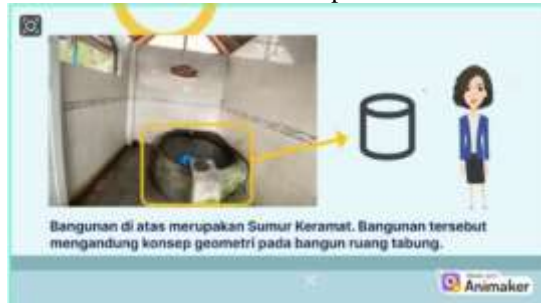 Bangunan di atas merupakan Sumur Keramat. Bangunan tersebut
mengandung konsep geometri pada bangun ruang tabung.
Animaker